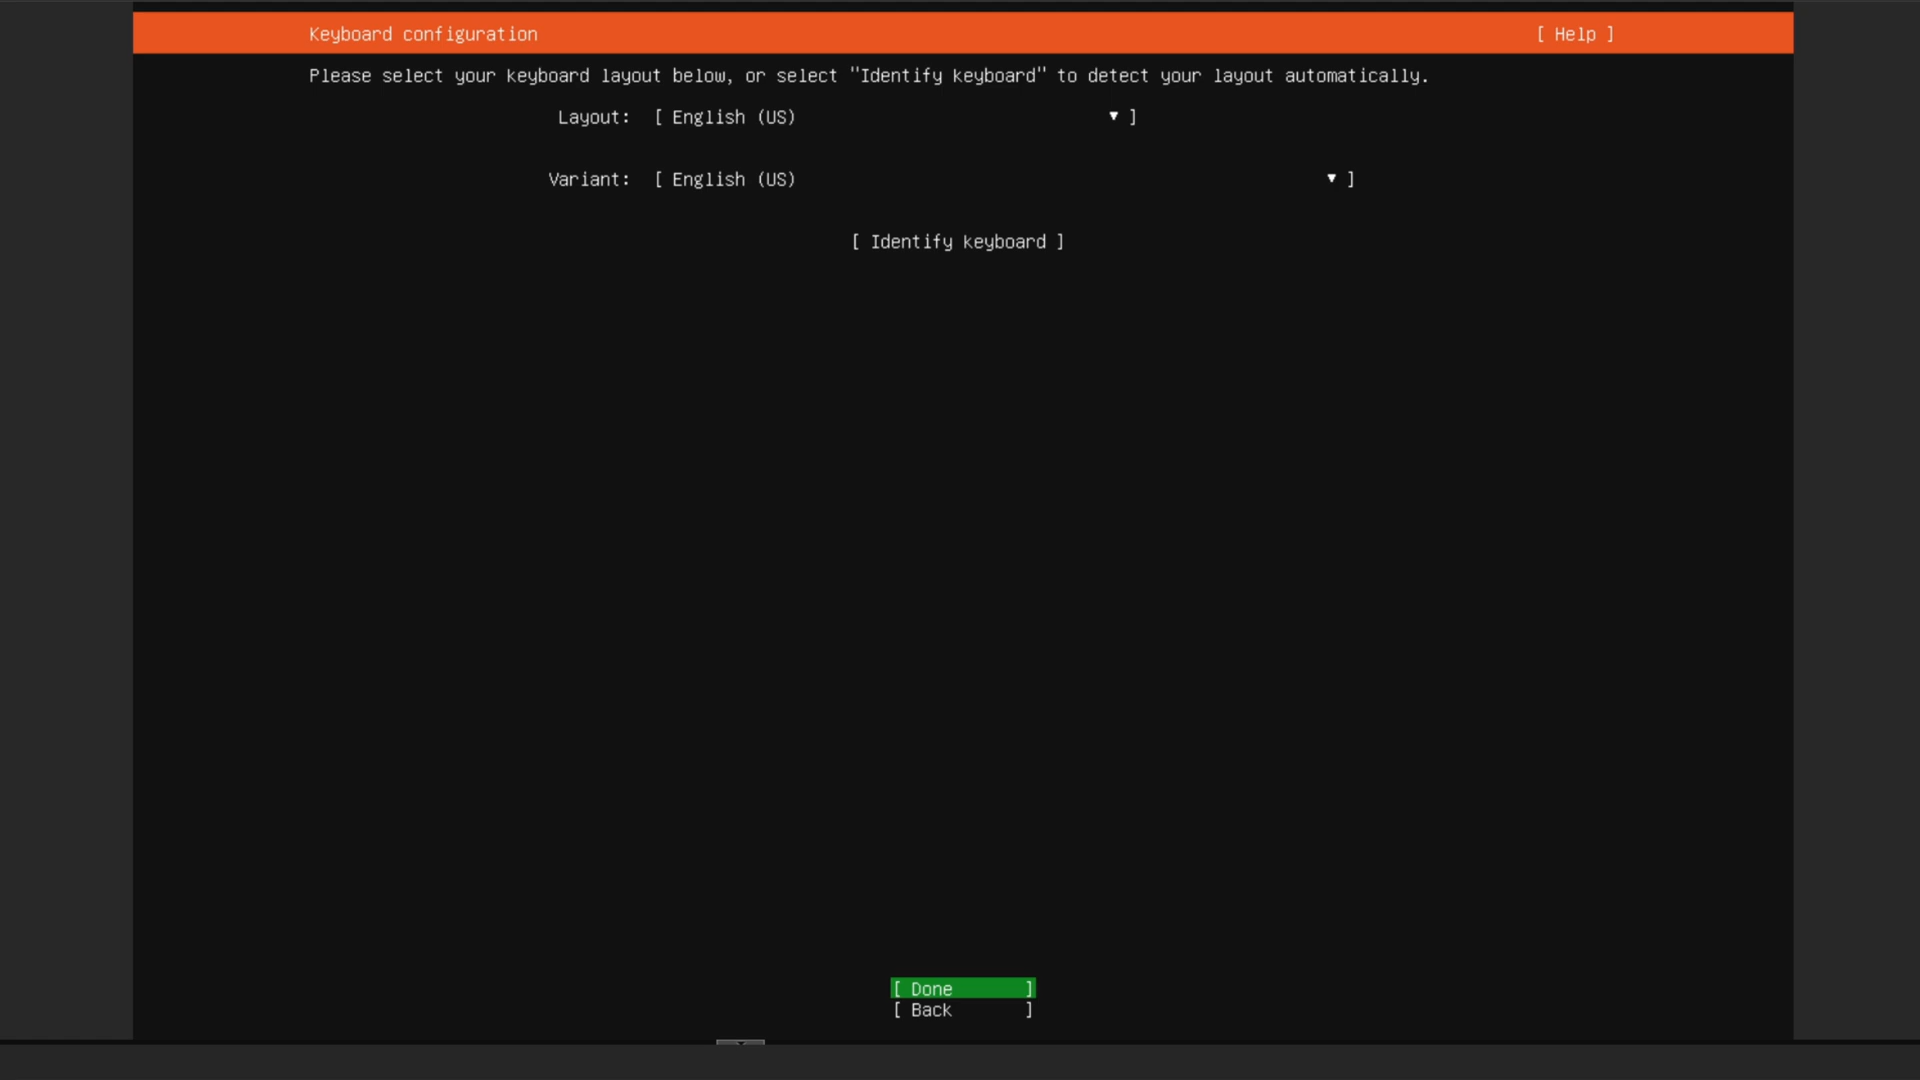 Keyboard configuration [ Help ]
Please select your keyboard layout below, or select "Identify keyboard" to detect your layout automatically.
Layout: [ English (US) ▼ ]
Variant: [ English (US) ▼ ]
[ Identify keyboard ]
[ Done ]
[ Back ]